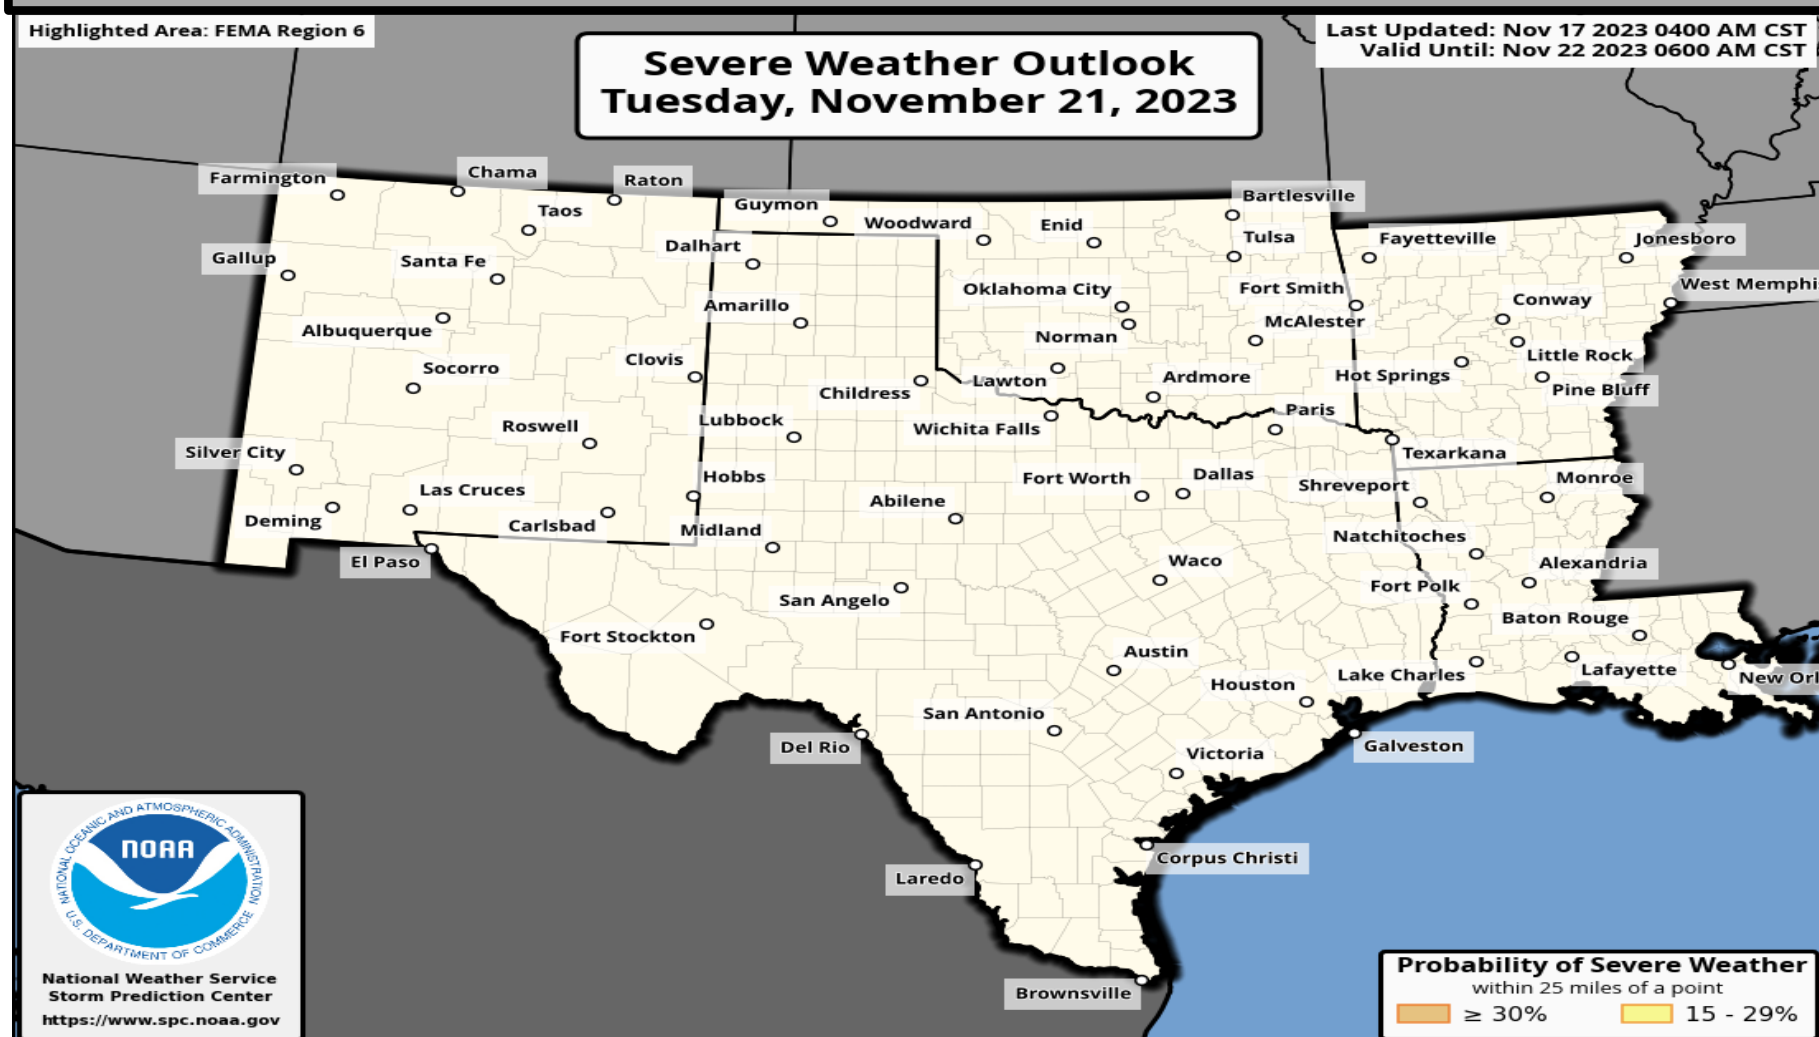 Highlighted Area: FEMA Region 6
Last Updated: Nov 17 2023 0400 AM CST
Valid Until: Nov 22 2023 0600 AM CST
Severe Weather Outlook
Tuesday, November 21, 2023
Farmington
Chama
Raton
Taos
Guymon
Woodward
Enid
Bartlesville
Tulsa
Fayetteville
Jonesboro
Gallup
Santa Fe
Dalhart
Amarillo
Oklahoma City
Fort Smith
West Memphi
Conway
Albuquerque
Norman
McAlester
Little Rock
Socorro
Clovis
Childress
Lawton
Ardmore
Hot Springs
Pine Bluff
Roswell
Lubbock
Wichita Falls
Paris
Texarkana
Silver City
Hobbs
Fort Worth
Dallas
Shreveport
Monroe
Las Cruces
Abilene
Deming
Carlsbad
Midland
Natchitoches
El Paso
Waco
Alexandria
San Angelo
Fort Polk
Baton Rouge
Fort Stockton
Austin
Lake Charles
Lafayette
New Orl
Houston
San Antonio
Del Rio
Victoria
Galveston
Corpus Christi
Laredo
Brownsville
NATIONAL OCEANIC AND ATMOSPHERIC ADMINISTRATION
NOAA
U.S. DEPARTMENT OF COMMERCE
National Weather Service
Storm Prediction Center
https://www.spc.noaa.gov
Probability of Severe Weather
within 25 miles of a point
≥ 30%
15 - 29%